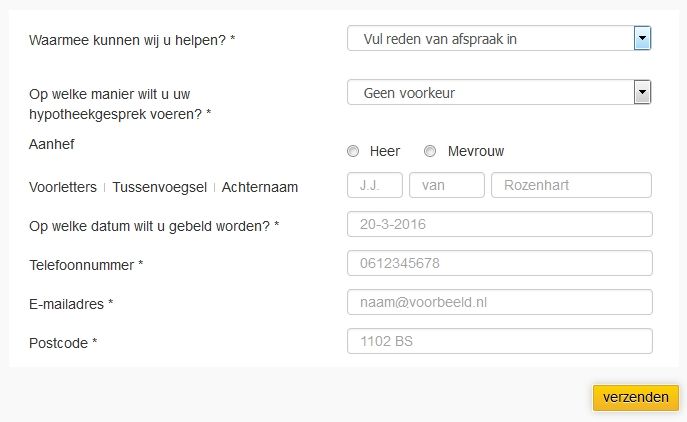 Waarmee kunnen wij u helpen? * Vul reden van afspraak in
Op welke manier wilt u uw Geen voorkeur
hypotheekgesprek voeren? *
Aanhef Heer Mevrouw
Voorletters | Tussenvoegsel | Achternaam J.J. van Rozenhart
Op welke datum wilt u gebeld worden? * 20-3-2016
Telefoonnummer * 0612345678
E-mailadres * naam@voorbeeld.nl
Postcode * 1102 BS
verzenden